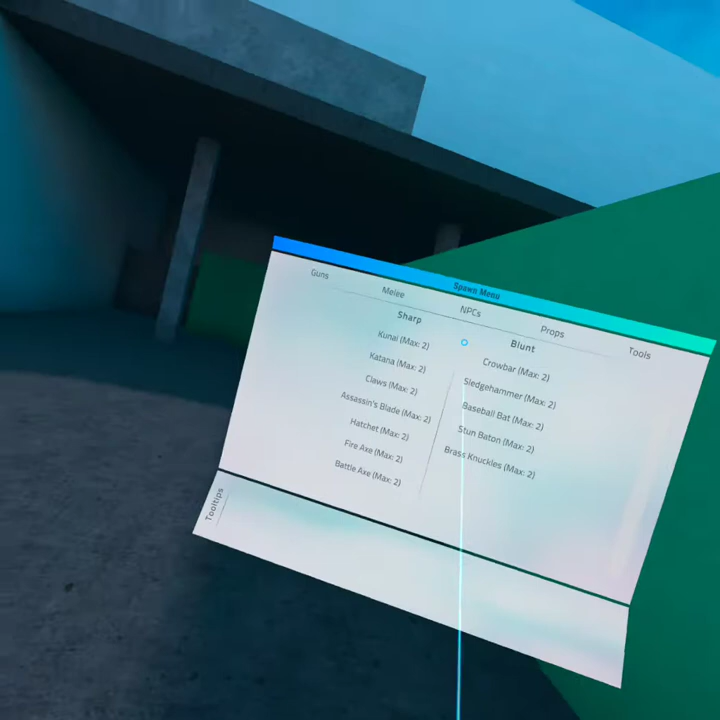 Spawn Menu
Guns
Melee
NPCs
Props
Tools
Sharp
Kunai (Max: 2)
Katana (Max: 2)
Claws (Max: 2)
Assassin's Blade (Max: 2)
Hatchet (Max: 2)
Fire Axe (Max: 2)
Battle Axe (Max: 2)
Blunt
Crowbar (Max: 2)
Sledgehammer (Max: 2)
Baseball Bat (Max: 2)
Stun Baton (Max: 2)
Brass Knuckles (Max: 2)
Tooltips